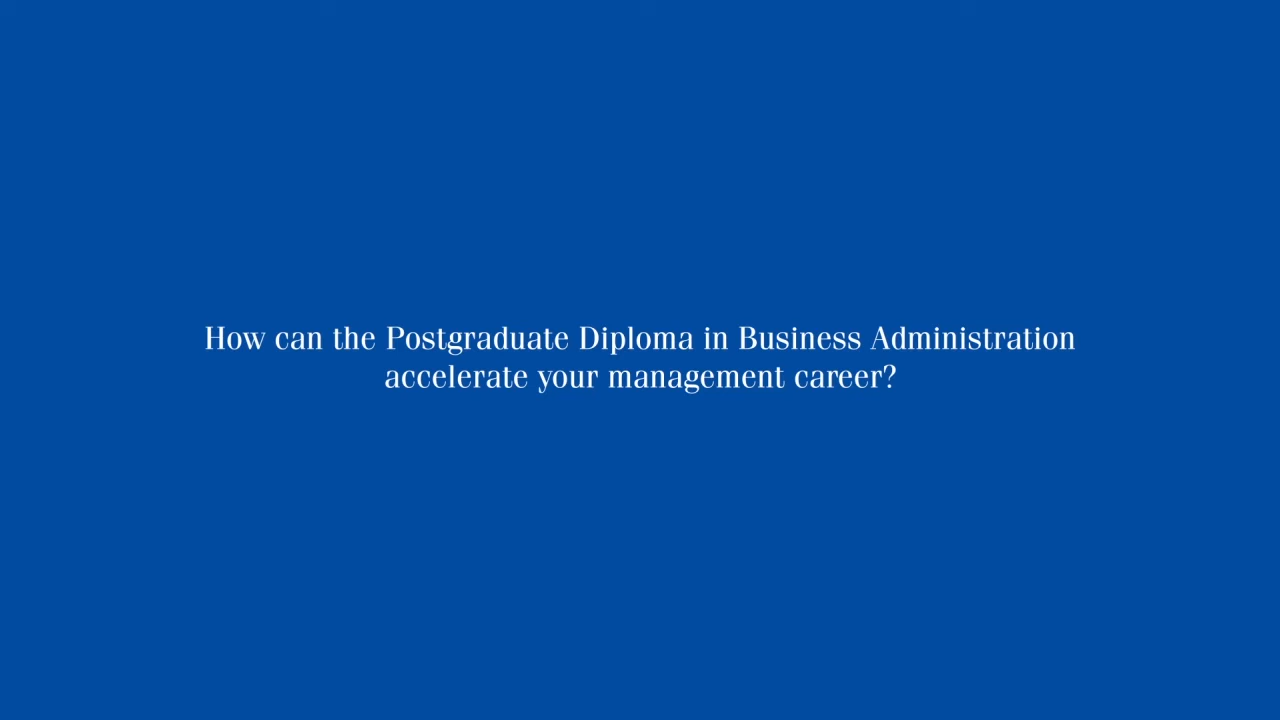 How can the Postgraduate Diploma in Business Administration
accelerate your management career?